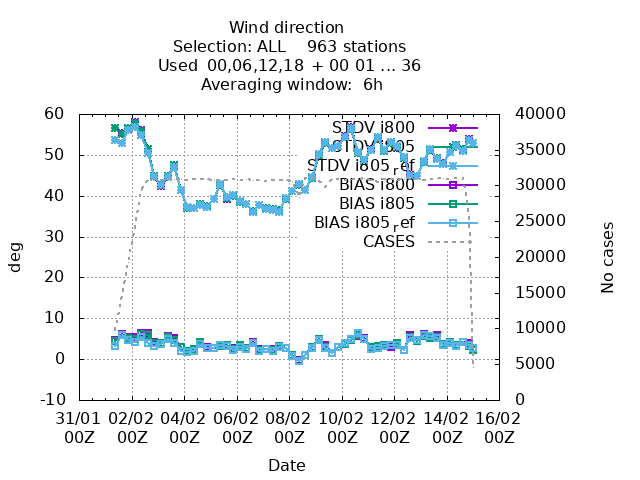 Wind direction
Selection: ALL    963 stations
Used  00,06,12,18  + 00 01 ... 36
Averaging window:  6h
60
50
40
30
20
10
0
-10
deg
40000
35000
30000
25000
20000
15000
10000
5000
0
No cases
STDV i800
STDV i805
STDV i805ref
BIAS i800
BIAS i805
BIAS i805ref
CASES
31/01 02/02 04/02 06/02 08/02 10/02 12/02 14/02 16/02
00Z 00Z 00Z 00Z 00Z 00Z 00Z 00Z 00Z
Date